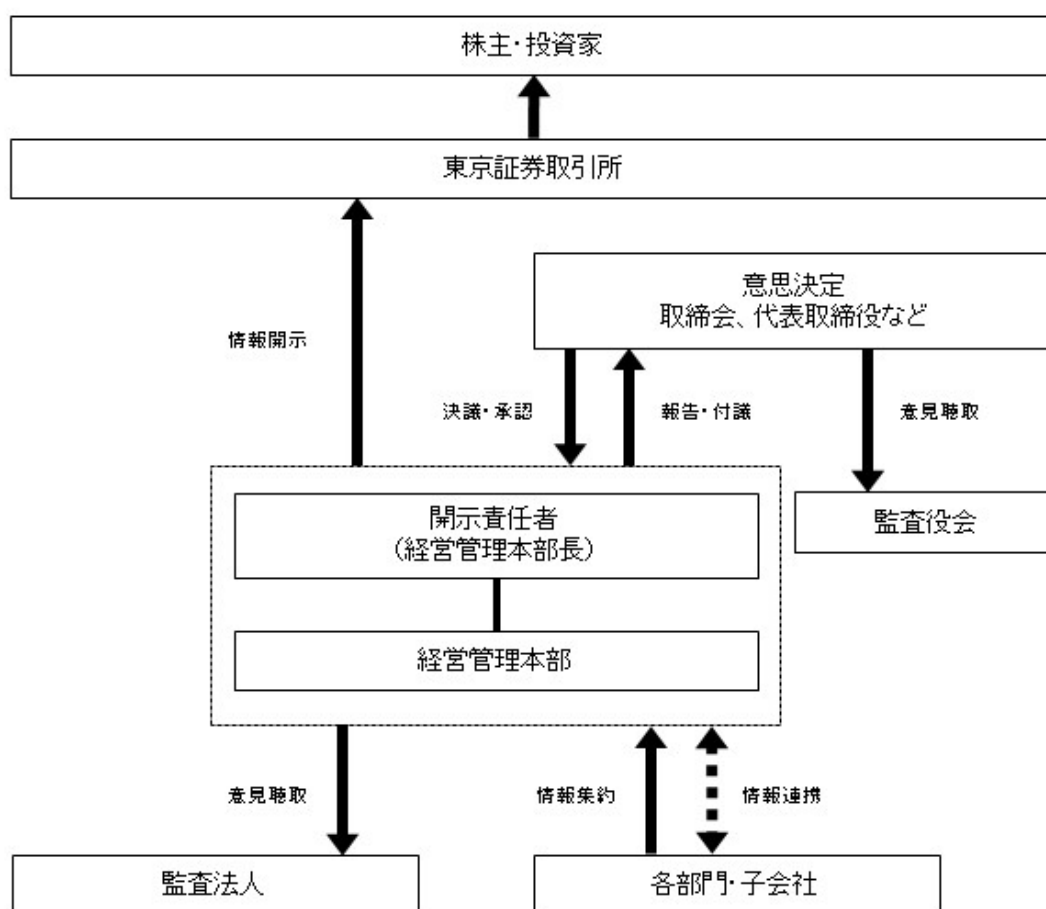 株主・投資家
東京証券取引所
意思決定
取締会、代表取締役など
情報開示
決議・承認
報告・付議
意見聴取
開示責任者
（経営管理本部長）
監査役会
経営管理本部
意見聴取
情報集約
情報連携
監査法人
各部門・子会社